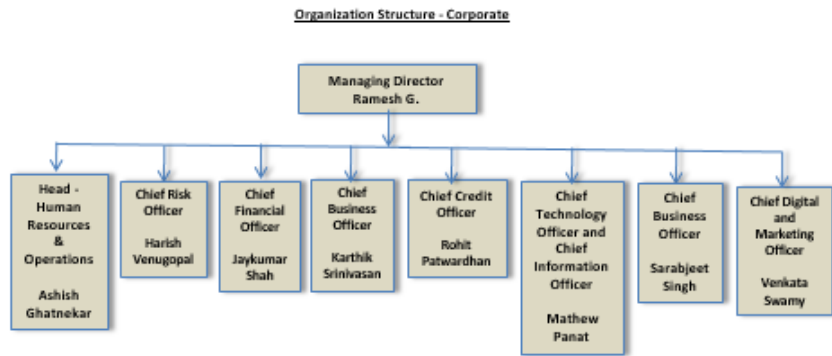 Organization Structure - Corporate
Managing Director
Ramesh G.
Head -
Human
Resources
&
Operations
Ashish
Ghatnekar
Chief Risk
Officer
Harish
Venugopal
Chief
Financial
Officer
Jaykumar
Shah
Chief
Business
Officer
Karthik
Srinivasan
Chief Credit
Officer
Rohit
Patwardhan
Chief
Technology
Officer and
Chief
Information
Officer
Mathew
Panat
Chief
Business
Officer
Sarabjeet
Singh
Chief Digital
and
Marketing
Officer
Venkata
Swamy